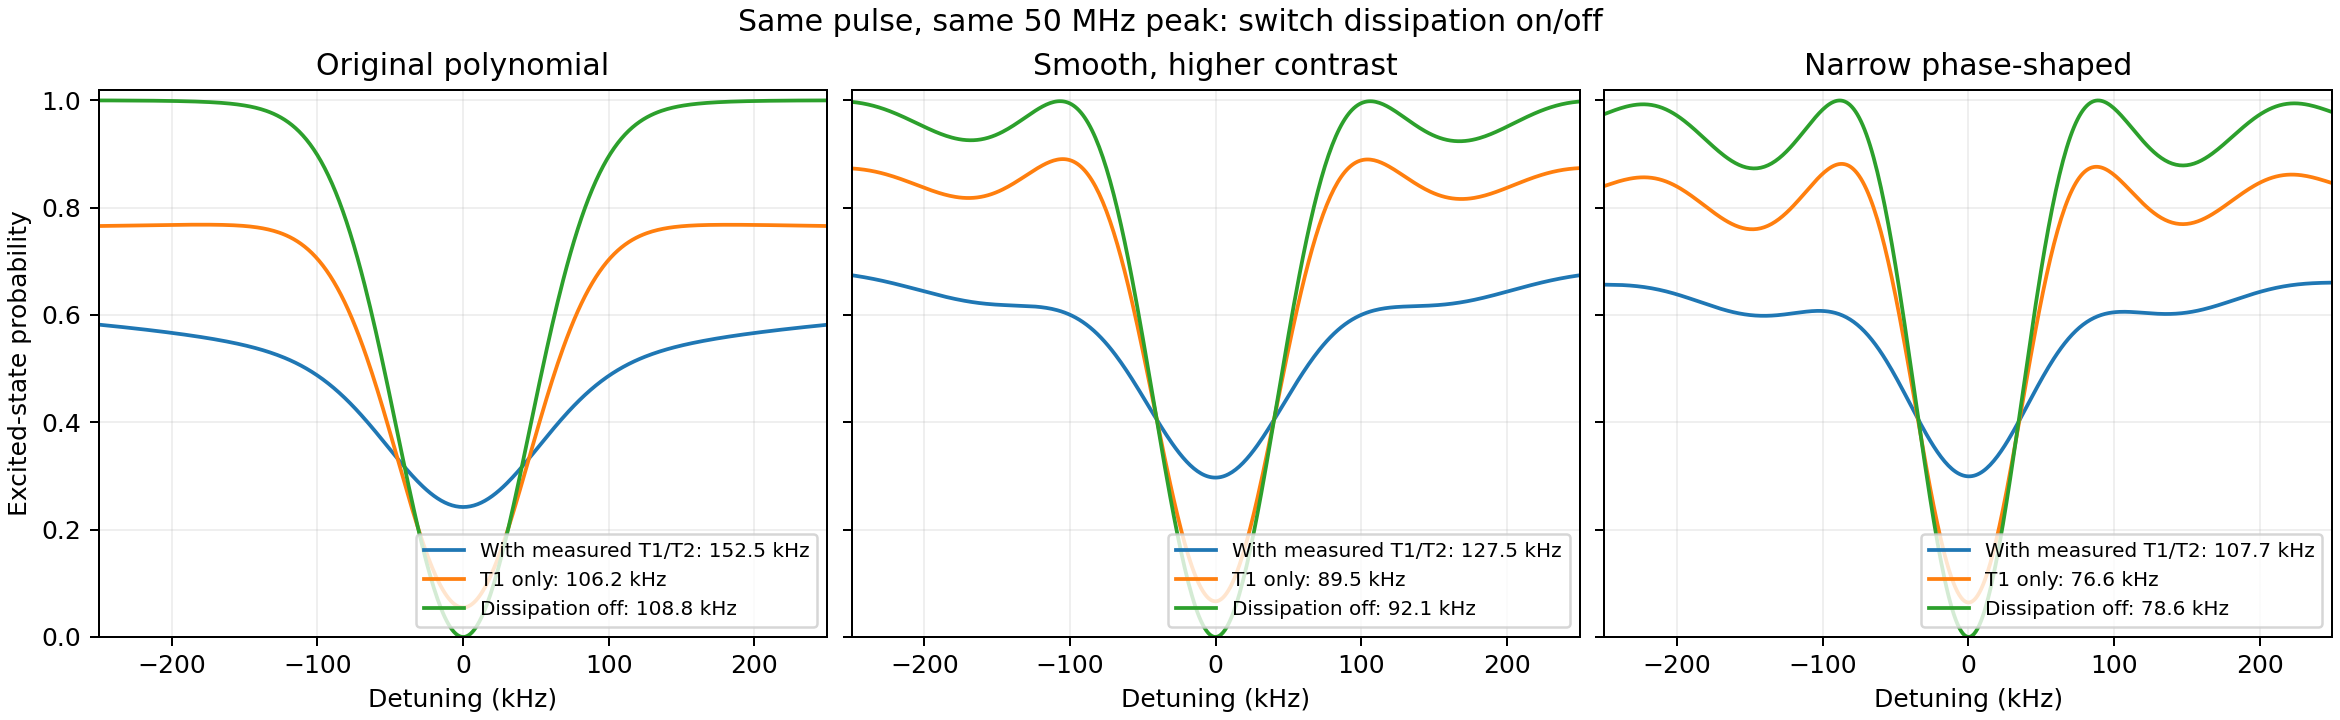 Same pulse, same 50 MHz peak: switch dissipation on/off
Original polynomial
Smooth, higher contrast
Narrow phase-shaped
Excited-state probability
1.0
0.8
0.6
0.4
0.2
0.0
With measured T1/T2: 152.5 kHz
T1 only: 106.2 kHz
Dissipation off: 108.8 kHz
With measured T1/T2: 127.5 kHz
T1 only: 89.5 kHz
Dissipation off: 92.1 kHz
With measured T1/T2: 107.7 kHz
T1 only: 76.6 kHz
Dissipation off: 78.6 kHz
−200 −100 0 100 200
−200 −100 0 100 200
−200 −100 0 100 200
Detuning (kHz)
Detuning (kHz)
Detuning (kHz)